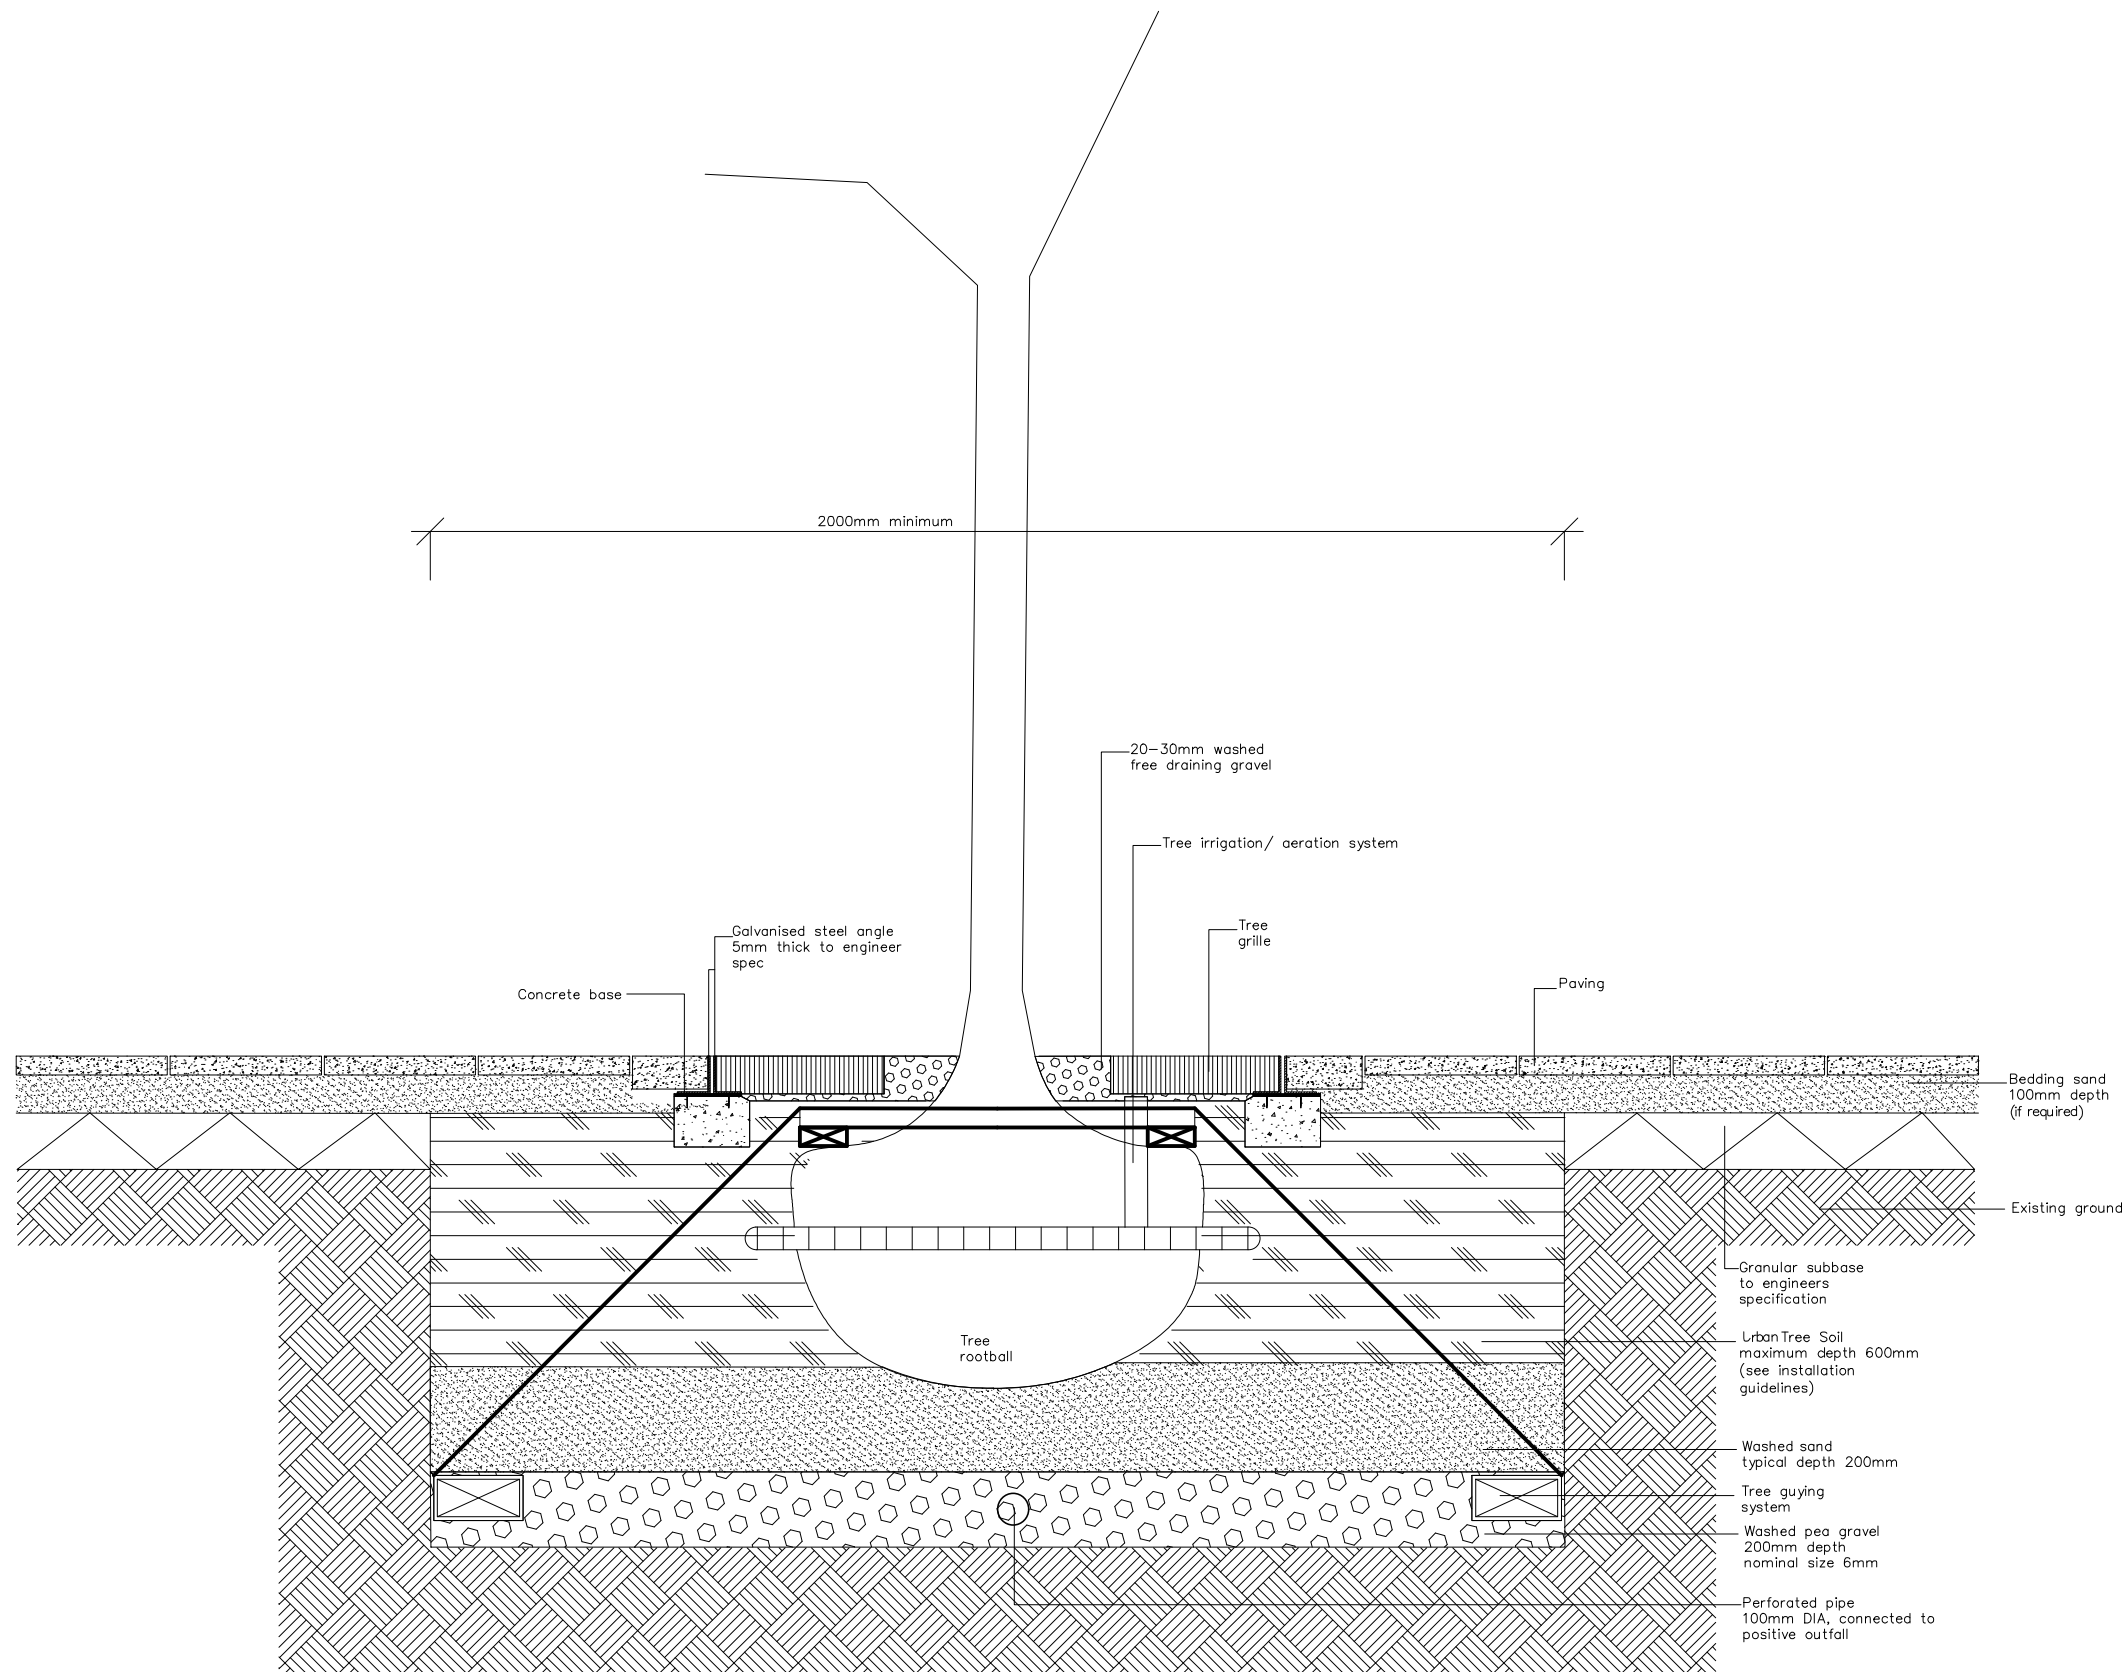 2000mm minimum
20-30mm washed
free draining gravel
Tree irrigation/ aeration system
Tree
grille
Galvanised steel angle
5mm thick to engineer
spec
Concrete base
Paving
Bedding sand
100mm depth
(if required)
Existing ground
Granular subbase
to engineers
specification
Urban Tree Soil
maximum depth 600mm
(see installation
guidelines)
Tree
rootball
Washed sand
typical depth 200mm
Tree guying
system
Washed pea gravel
200mm depth
nominal size 6mm
Perforated pipe
100mm DIA, connected to
positive outfall